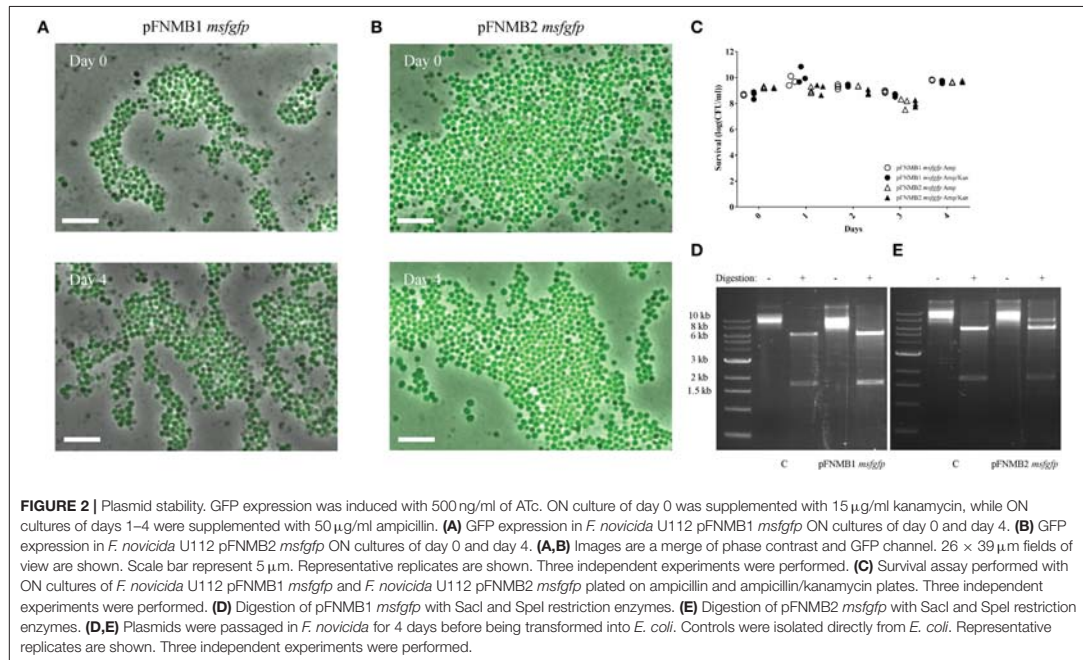 A
pFNMB1 msfgfp
B
pFNMB2 msfgfp
C
Day 0
Day 0
Day 4
Day 4
Survival (log(CFU/ml))
12
10
8
6
4
2
0
0
1
2
3
4
Days
pFNMB1 msfgfp Amp
pFNMB1 msfgfp Amp/Kan
pFNMB2 msfgfp Amp
pFNMB2 msfgfp Amp/Kan
D
E
Digestion: - + - + - + - +
10 kb
8 kb
6 kb
3 kb
2 kb
1.5 kb
C pFNMB1 msfgfp C pFNMB2 msfgfp
FIGURE 2 | Plasmid stability. GFP expression was induced with 500 ng/ml of ATc. ON culture of day 0 was supplemented with 15 μg/ml kanamycin, while ON
cultures of days 1–4 were supplemented with 50 μg/ml ampicillin. (A) GFP expression in F. novicida U112 pFNMB1 msfgfp ON cultures of day 0 and day 4. (B) GFP
expression in F. novicida U112 pFNMB2 msfgfp ON cultures of day 0 and day 4. (A,B) Images are a merge of phase contrast and GFP channel. 26 × 39 μm fields of
view are shown. Scale bar represent 5 μm. Representative replicates are shown. Three independent experiments were performed. (C) Survival assay performed with
ON cultures of F. novicida U112 pFNMB1 msfgfp and F. novicida U112 pFNMB2 msfgfp plated on ampicillin and ampicillin/kanamycin plates. Three independent
experiments were performed. (D) Digestion of pFNMB1 msfgfp with SacI and SpeI restriction enzymes. (E) Digestion of pFNMB2 msfgfp with SacI and SpeI restriction
enzymes. (D,E) Plasmids were passaged in F. novicida for 4 days before being transformed into E. coli. Controls were isolated directly from E. coli. Representative
replicates are shown. Three independent experiments were performed.